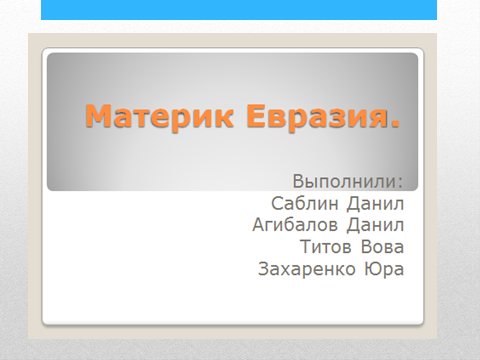 Материк Евразия.
Выполнили:
Саблин Данил
Агибалов Данил
Титов Вова
Захаренко Юра